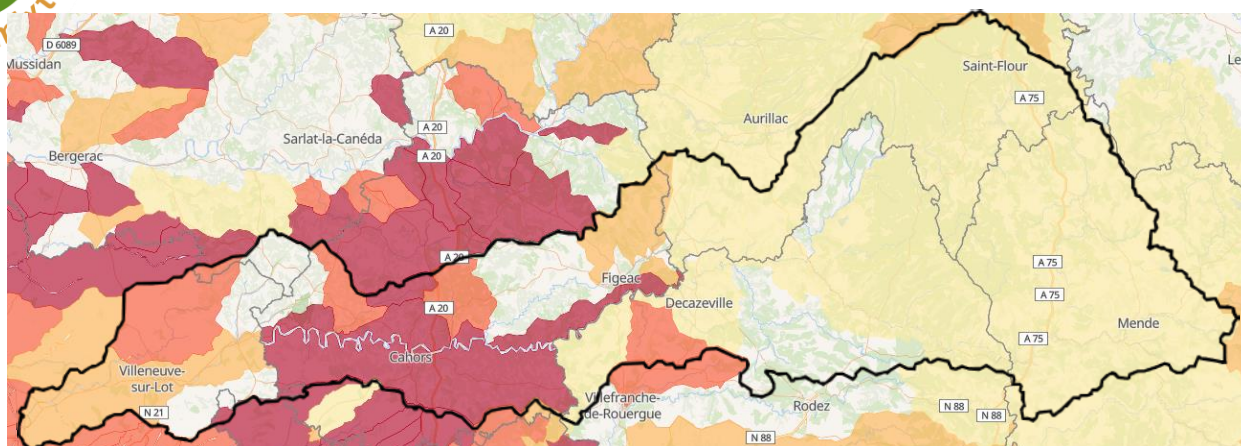 D 6089
Mussidan
A 20
Saint-Flour
A 75
Aurillac
A 20
Sarlat-la-Canéda
A 20
Bergerac
A 20
A 75
Figeac
A 75
Decazeville
A 20
Mende
A 75
Cahors
Villeneuve-
sur-Lot
Villefranche-
de-Rouergue
Rodez
N 21
N 88
N 88
N 88